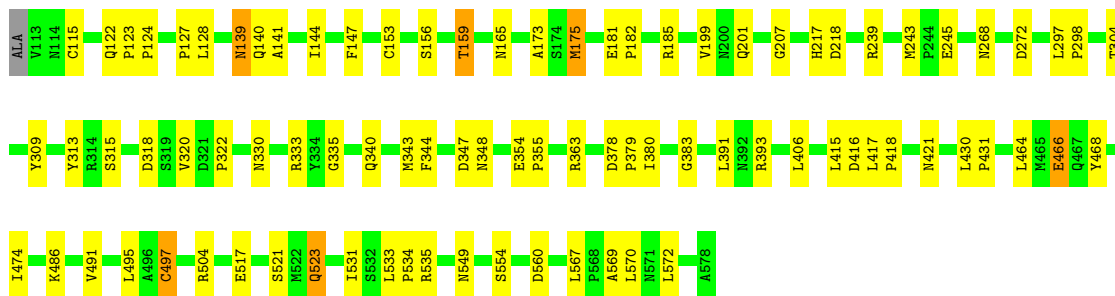 ALA V113 N114 C115 Q122 P123 P124 P127 L128 N139 Q140 A141 I144 F147 C153 S156 T159 N165 A173 S174 M175 E181 P182 R185 V199 N200 Q201 G207 H217 D218 R239 M243 P244 E245 N268 D272 L297 P298
Y309 Y313 R314 S315 D318 S319 V320 D321 P322 N330 R333 Y334 G335 Q340 M343 F344 D347 N348 E354 P355 R363 D378 P379 I380 G383 L391 N392 R393 L406 L415 D416 L417 P418 N421 L430 P431 L464 M465 E466 Q467 Y468
I474 K486 V491 L495 A496 C497 R504 E517 S521 M522 Q523 I531 S532 L533 P534 R535 N549 S554 D560 L567 P568 A569 L570 N571 L572 A578